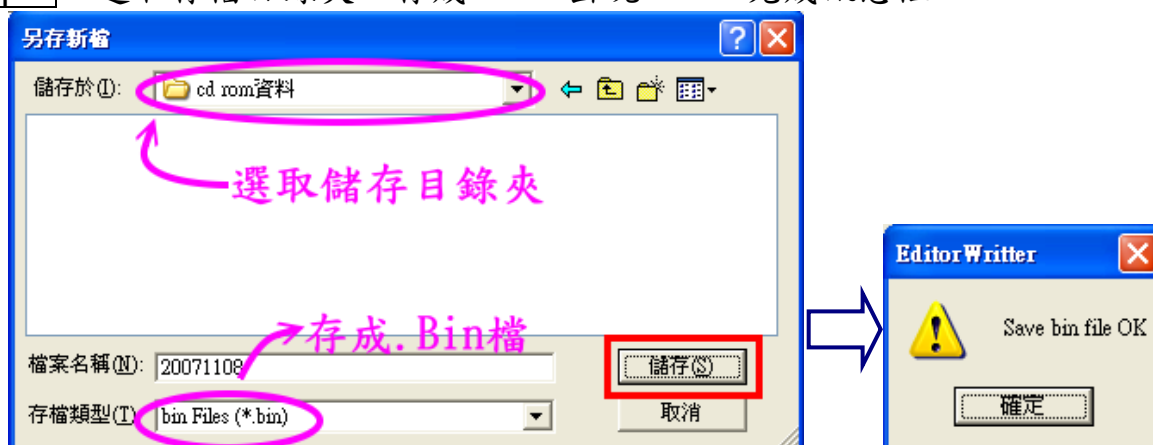 另存新檔
儲存於(I): cd rom資料
選取儲存目錄夾
存成.Bin檔
檔案名稱(N): 20071108
儲存(S)
存檔類型(T) bin Files (*.bin)
取消
EditorWritter
Save bin file OK
確定